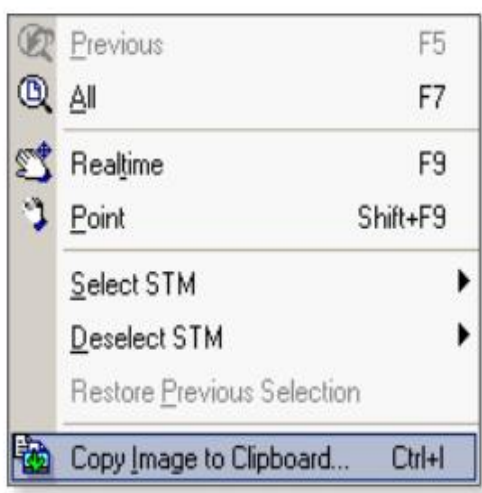 Previous F5
All F7
Realtime F9
Point Shift+F9
Select STM
Deselect STM
Restore Previous Selection
Copy Image to Clipboard... Ctrl+I